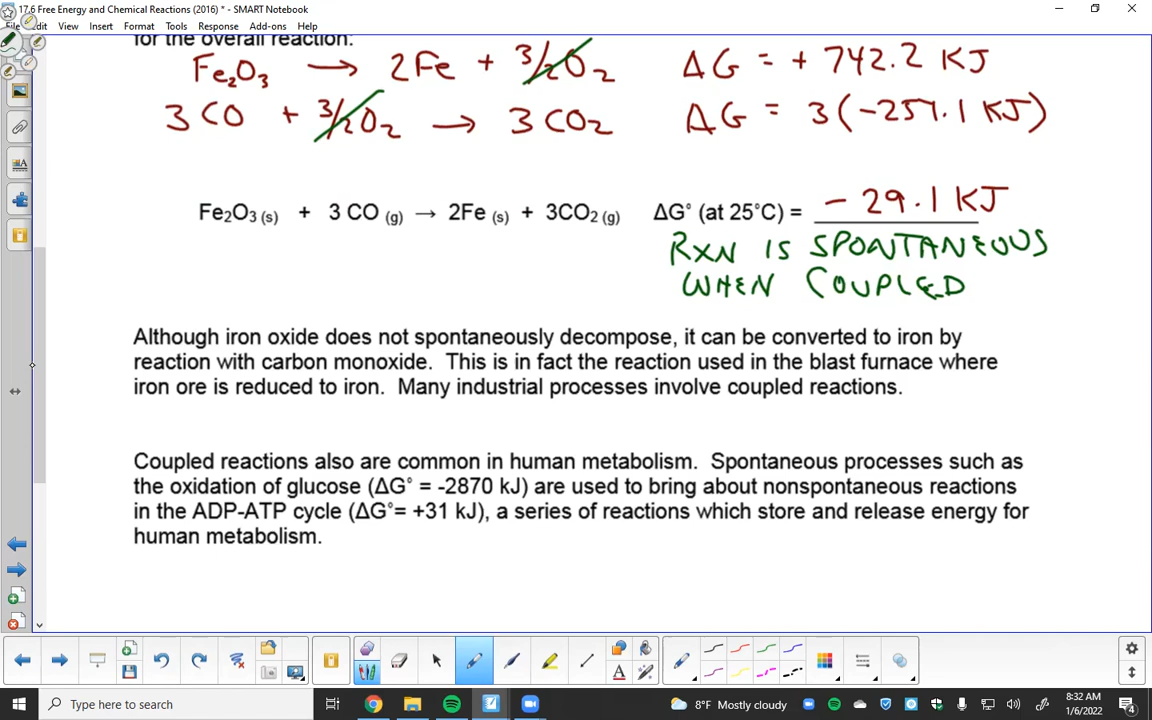 17.6 Free Energy and Chemical Reactions (2016) * - SMART Notebook
File Edit View Insert Format Tools Response Add-ons Help
for the overall reaction:
Fe₂O₃ → 2Fe + 3/2O₂ ΔG = + 742.2 KJ
3 CO + 3/2O₂ → 3 CO₂ ΔG = 3(-257.1 KJ)
Fe₂O₃ (s) + 3 CO (g) → 2Fe (s) + 3CO₂ (g) ΔG° (at 25°C) = - 29.1 KJ
RXN IS SPONTANEOUS
WHEN COUPLED
Although iron oxide does not spontaneously decompose, it can be converted to iron by
reaction with carbon monoxide. This is in fact the reaction used in the blast furnace where
iron ore is reduced to iron. Many industrial processes involve coupled reactions.
Coupled reactions also are common in human metabolism. Spontaneous processes such as
the oxidation of glucose (ΔG° = -2870 kJ) are used to bring about nonspontaneous reactions
in the ADP-ATP cycle (ΔG°= +31 kJ), a series of reactions which store and release energy for
human metabolism.
Type here to search
8°F Mostly cloudy
8:32 AM
1/6/2022
4